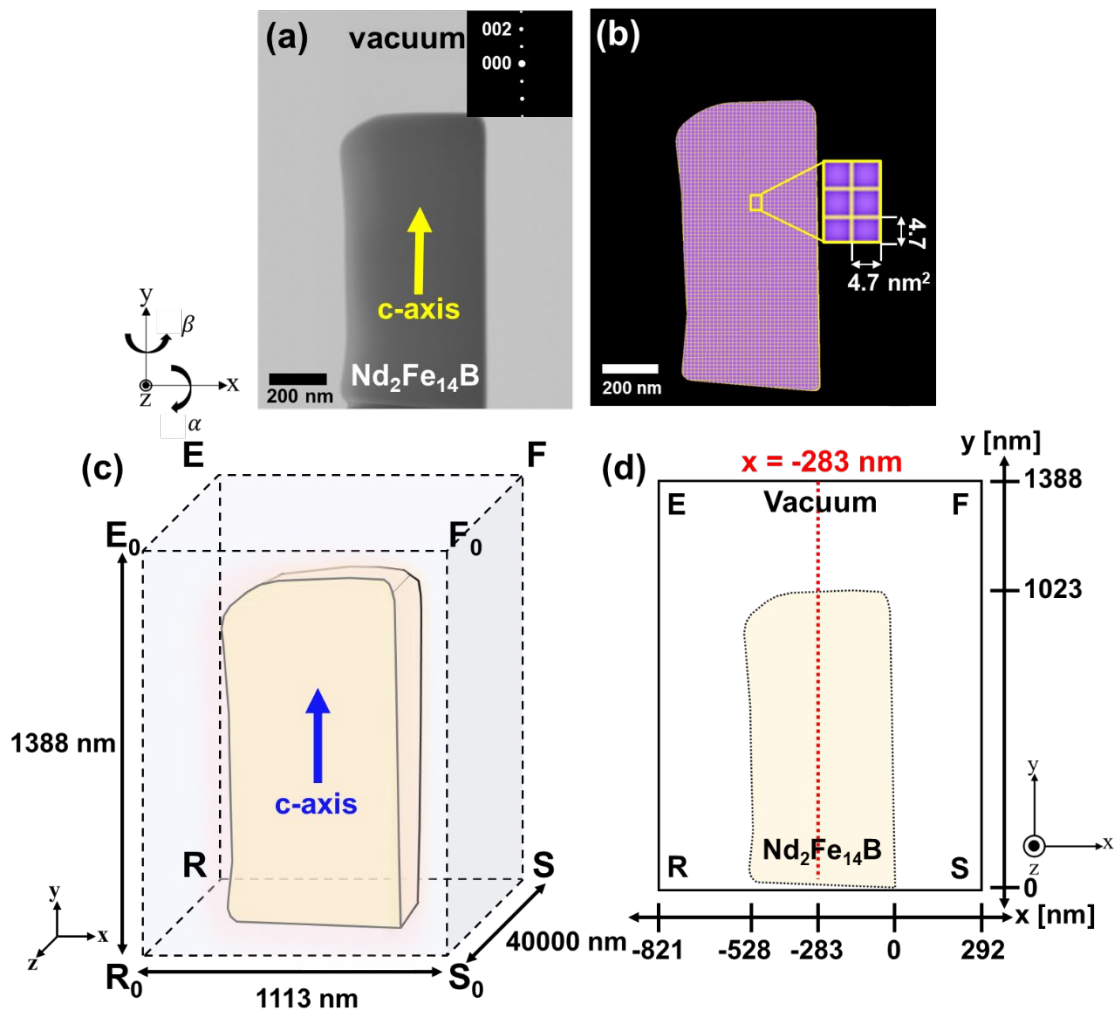 (a)
vacuum
002
000
c-axis
Nd₂Fe₁₄B
200 nm
(b)
4.7
4.7 nm²
200 nm
y
β
x
z
α
(c)
E
F
E₀
F₀
1388 nm
c-axis
R
S
40000 nm
R₀
S₀
1113 nm
y
x
z
(d)
x = -283 nm
y [nm]
1388
E
Vacuum
F
1023
Nd₂Fe₁₄B
R
S
0
x [nm]
-821
-528
-283
0
292
y
x
z